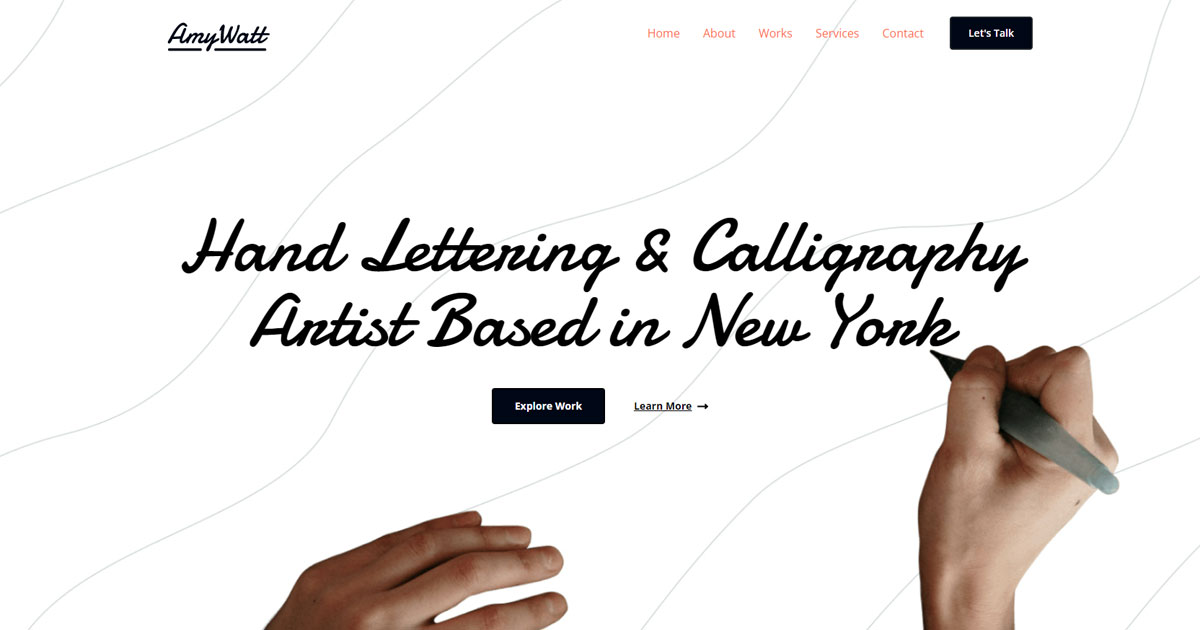 AmyWatt
Home About Works Services Contact Let's Talk
Hand Lettering & Calligraphy
Artist Based in New York
Explore Work Learn More →